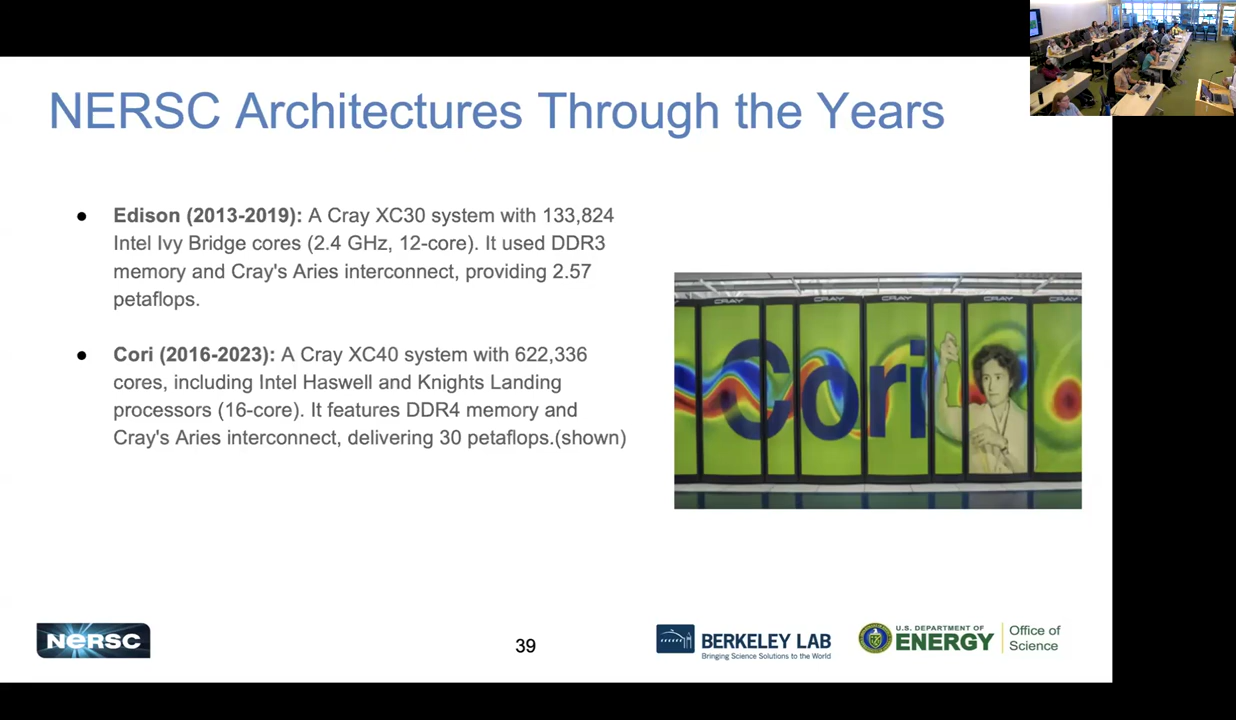 NERSC Architectures Through the Years
● Edison (2013-2019): A Cray XC30 system with 133,824
Intel Ivy Bridge cores (2.4 GHz, 12-core). It used DDR3
memory and Cray's Aries interconnect, providing 2.57
petaflops.
● Cori (2016-2023): A Cray XC40 system with 622,336
cores, including Intel Haswell and Knights Landing
processors (16-core). It features DDR4 memory and
Cray's Aries interconnect, delivering 30 petaflops.(shown)
CRAY CRAY CRAY CRAY CRAY
Cori
NERSC
39
BERKELEY LAB
Bringing Science Solutions to the World
U.S. DEPARTMENT OF
ENERGY
Office of
Science